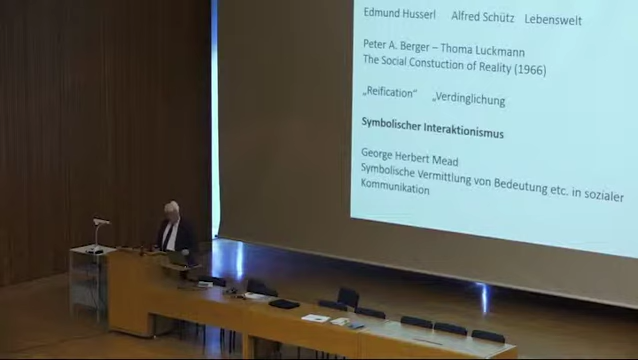 Edmund Husserl Alfred Schütz Lebenswelt
Peter A. Berger – Thoma Luckmann
The Social Constuction of Reality (1966)
„Reification“ „Verdinglichung
Symbolischer Interaktionismus
George Herbert Mead
Symbolische Vermittlung von Bedeutung etc. in sozialer
Kommunikation